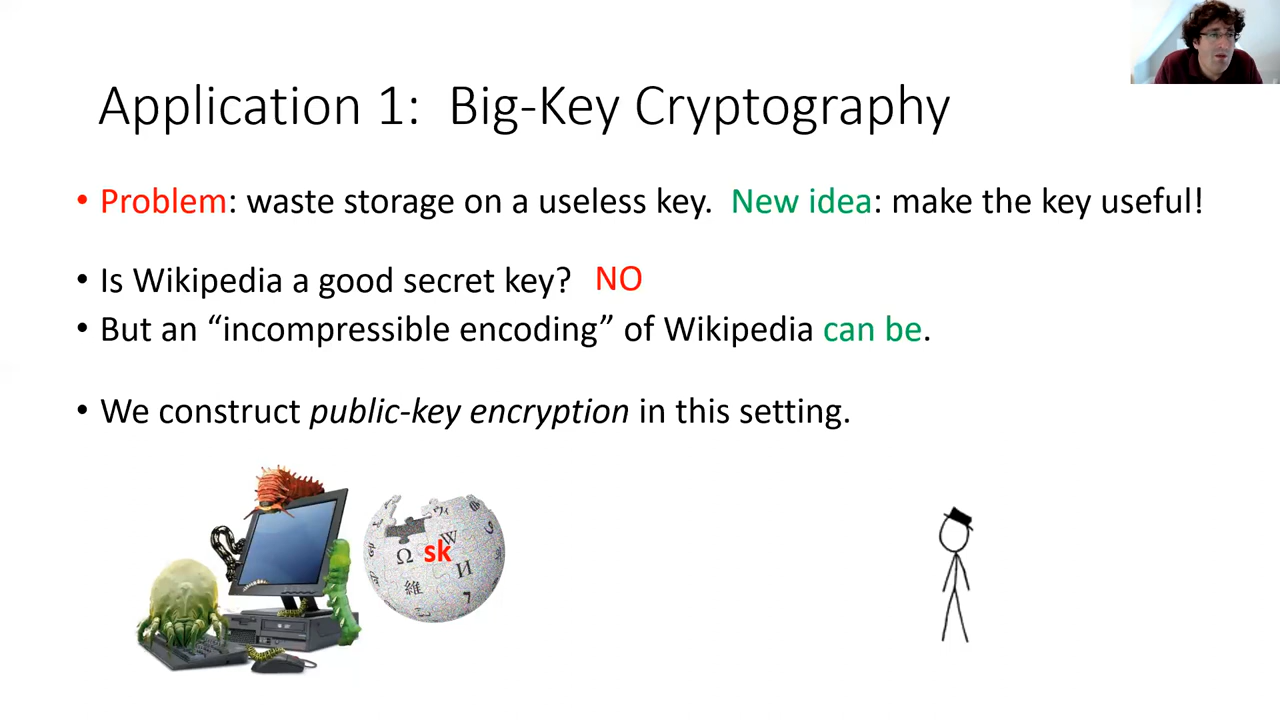 Application 1: Big-Key Cryptography
• Problem: waste storage on a useless key. New idea: make the key useful!
• Is Wikipedia a good secret key? NO
• But an “incompressible encoding” of Wikipedia can be.
• We construct public-key encryption in this setting.
Ω sk W
維 И